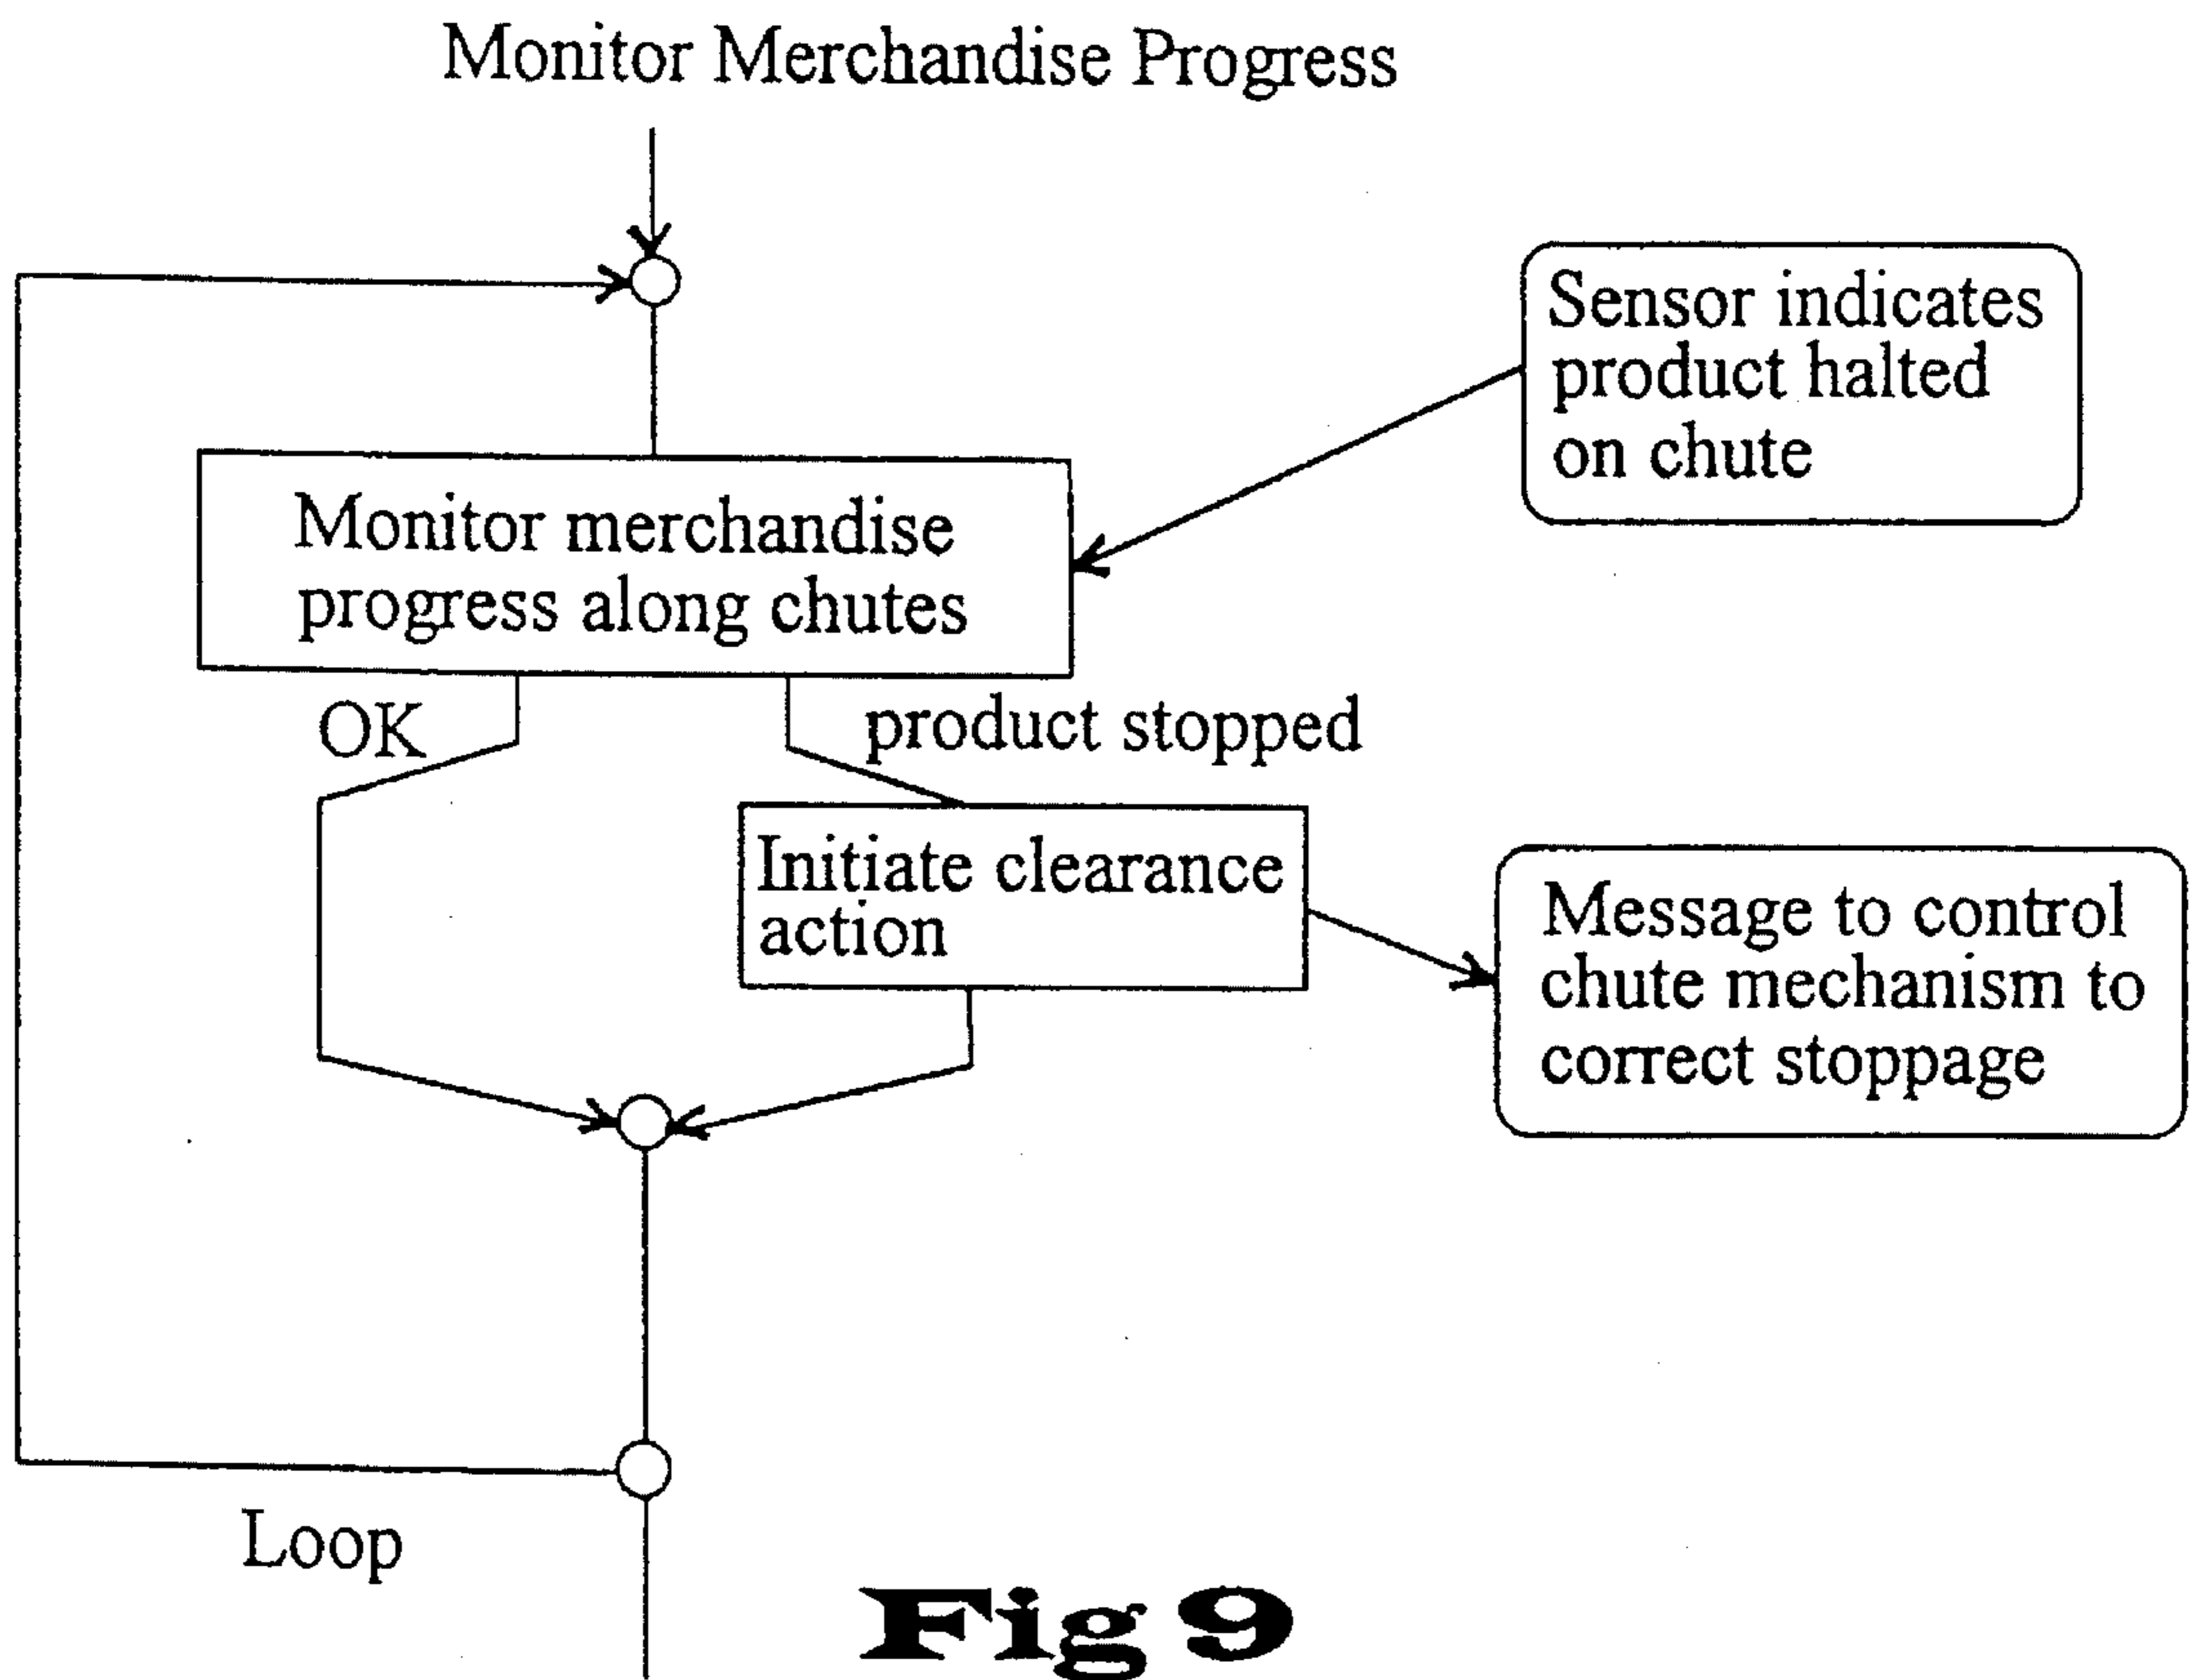 Monitor Merchandise Progress
Sensor indicates
product halted
on chute
Monitor merchandise
progress along chutes
OK
product stopped
Initiate clearance
action
Message to control
chute mechanism to
correct stoppage
Loop
Fig 9